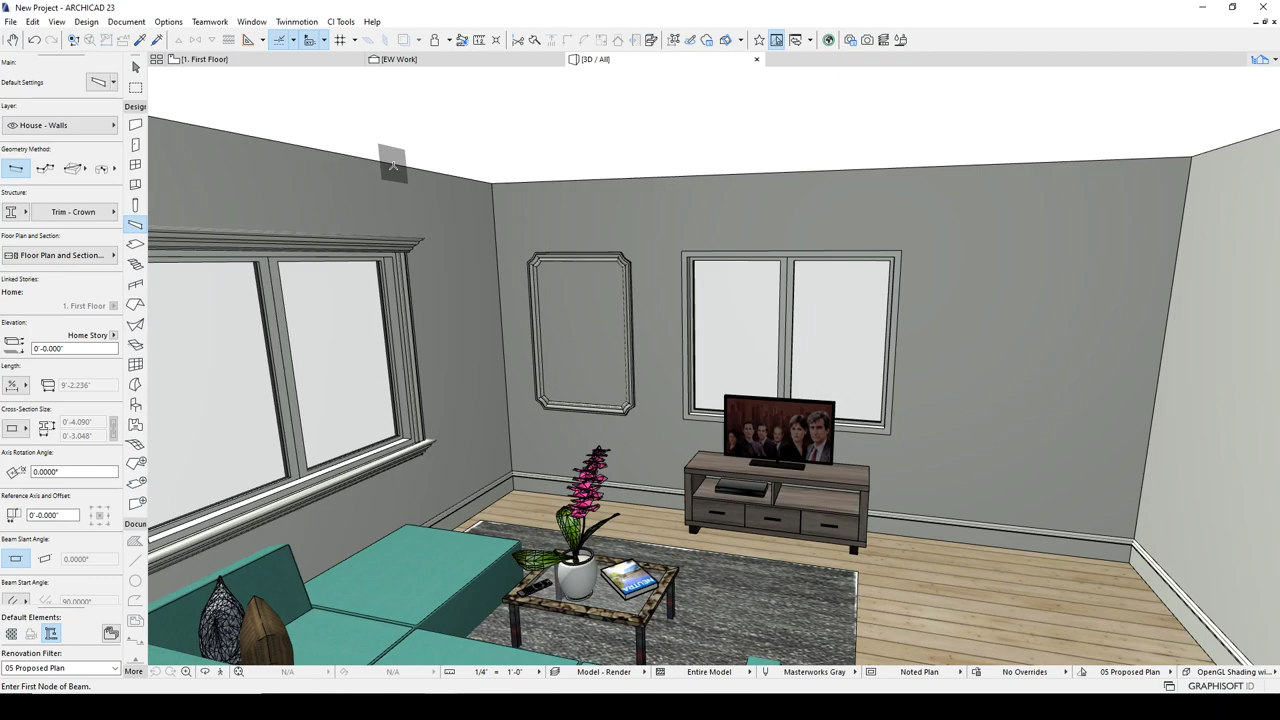 New Project - ARCHICAD 23
File Edit View Design Document Options Teamwork Window Twinmotion CI Tools Help
Main:
[1. First Floor] [EW Work] [3D / All]
Default Settings
Layer:
Design
House - Walls
Geometry Method:
Structure:
Trim - Crown
Floor Plan and Section:
Floor Plan and Section...
Linked Stories:
Home:
1. First Floor
Elevation:
Home Story
0'-0.000"
Length:
9'-2.236"
Cross-Section Size:
0'-4.090"
0'-3.048"
Axis Rotation Angle:
0.0000°
Reference Axis and Offset:
0'-0.000"
Docun
Beam Start Angle:
0.0000°
Beam Start Angle:
90.0000°
Default Elements:
NEUTRA
Renovation Filter:
05 Proposed Plan
More
N/A N/A 1/4" = 1'-0" Model - Render Entire Model Masterworks Gray Noted Plan No Overrides 05 Proposed Plan OpenGL Shading wi...
Enter First Node of Beam.
GRAPHISOFT ID